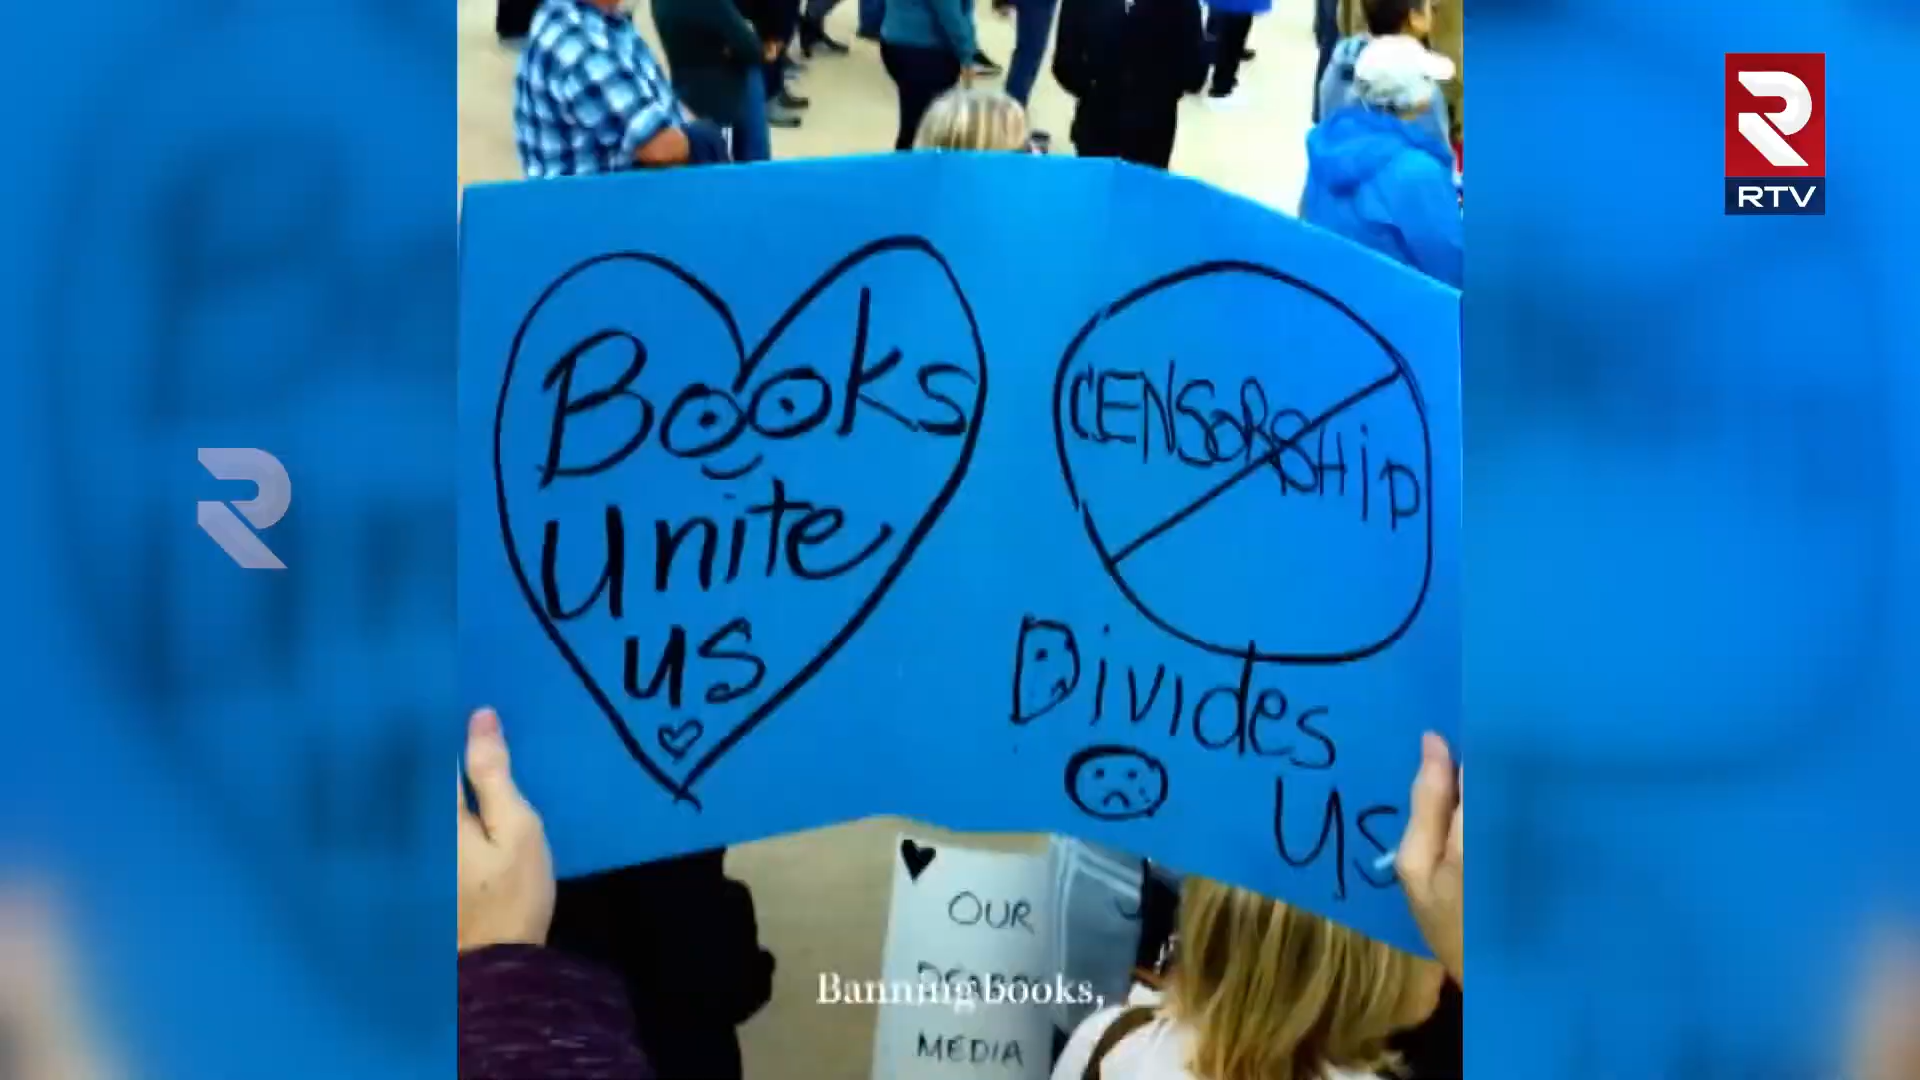 RTV
Books
Unite
us
CENSORSHip
Divides
us
OUR
MEDIA
Banning books,